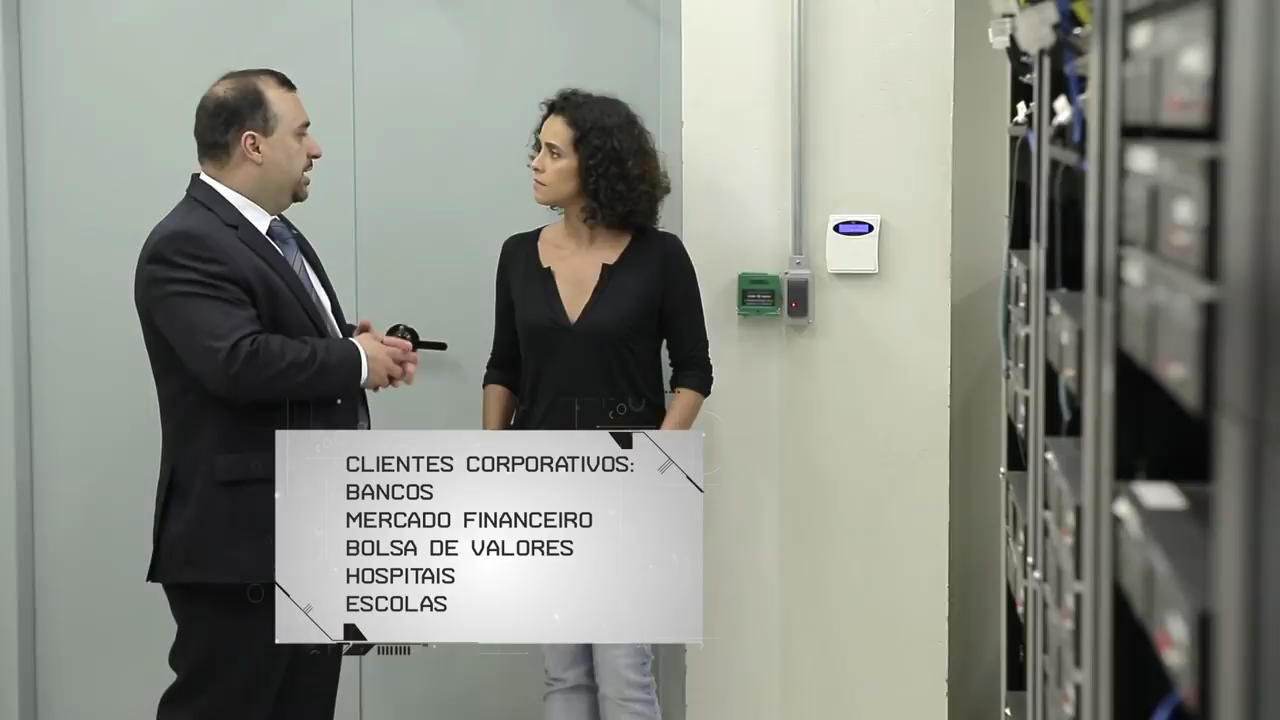 CLIENTES CORPORATIVOS:
BANCOS
MERCADO FINANCEIRO
BOLSA DE VALORES
HOSPITAIS
ESCOLAS